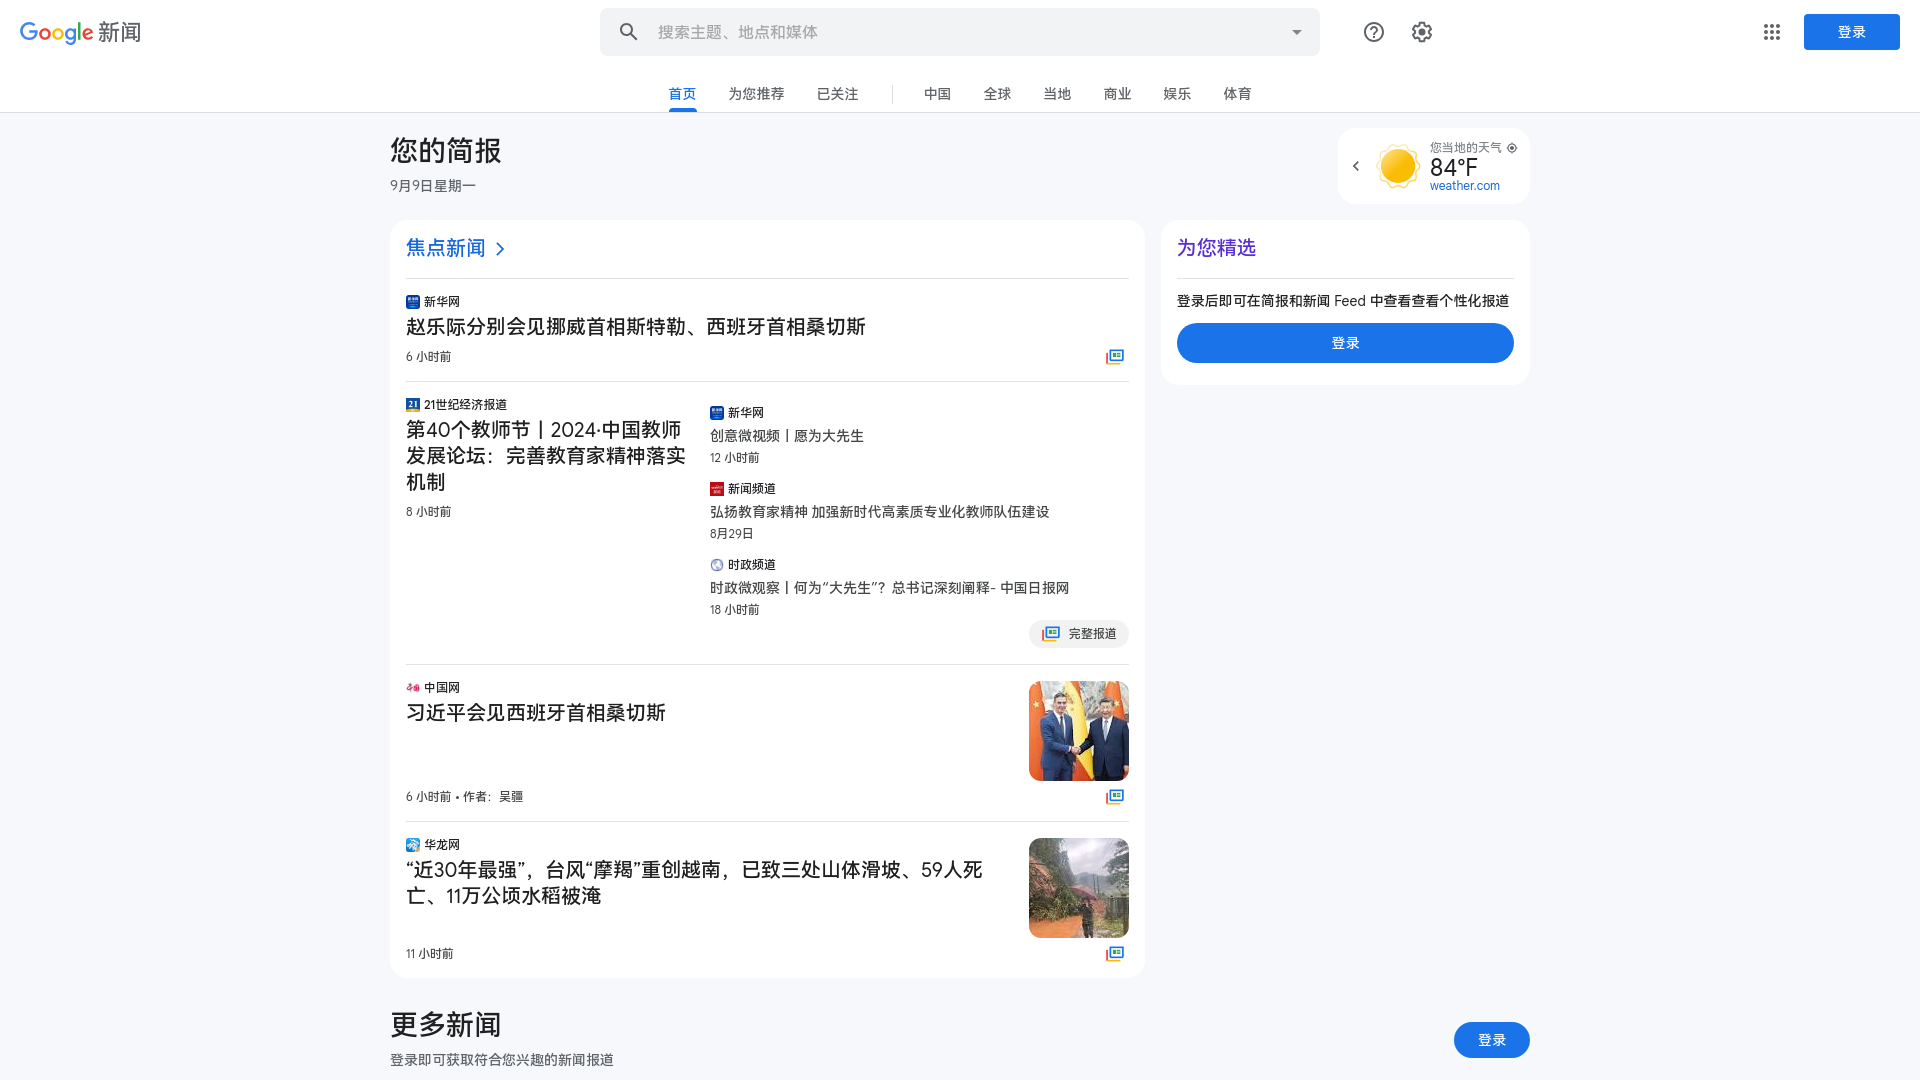 Google 新闻
搜索主题、地点和媒体
登录
首页
为您推荐
已关注
中国
全球
当地
商业
娱乐
体育
您的简报
9月9日星期一
您当地的天气
84°F
weather.com
焦点新闻
新华网
赵乐际分别会见挪威首相斯特勒、西班牙首相桑切斯
6 小时前
21世纪经济报道
第40个教师节丨2024·中国教师
发展论坛：完善教育家精神落实
机制
8 小时前
新华网
创意微视频丨愿为大先生
12 小时前
新闻频道
弘扬教育家精神 加强新时代高素质专业化教师队伍建设
8月29日
时政频道
时政微观察丨何为“大先生”？总书记深刻阐释- 中国日报网
18 小时前
完整报道
中国网
习近平会见西班牙首相桑切斯
6 小时前 • 作者：吴疆
华龙网
“近30年最强”，台风“摩羯”重创越南，已致三处山体滑坡、59人死
亡、11万公顷水稻被淹
11 小时前
为您精选
登录后即可在简报和新闻 Feed 中查看查看个性化报道
登录
更多新闻
登录即可获取符合您兴趣的新闻报道
登录